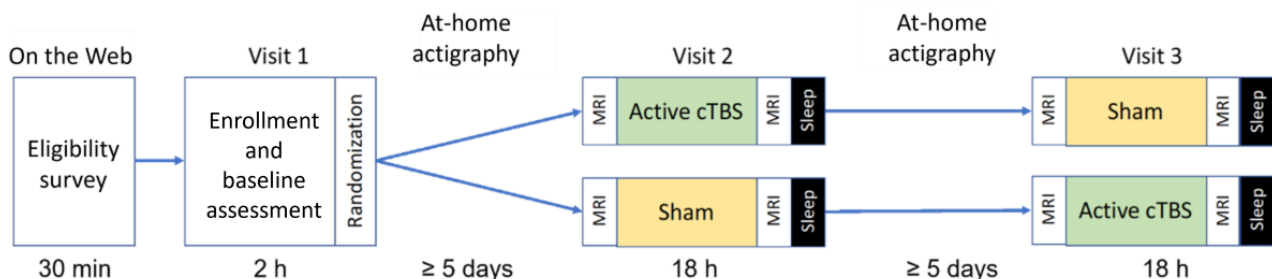 On the Web
Visit 1
At-home
actigraphy
Visit 2
At-home
actigraphy
Visit 3
Eligibility
survey
Enrollment
and
baseline
assessment
Randomization
MRI
Active cTBS
MRI
Sleep
MRI
Sham
MRI
Sleep
MRI
Sham
MRI
Sleep
MRI
Active cTBS
MRI
Sleep
30 min
2 h
≥ 5 days
18 h
≥ 5 days
18 h